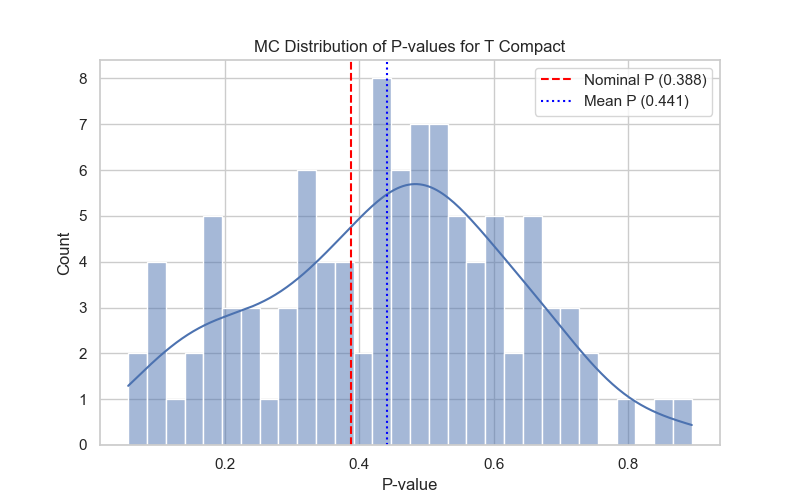 MC Distribution of P-values for T Compact
Nominal P (0.388)
Mean P (0.441)
8
7
6
5
4
3
2
1
0
Count
0.2 0.4 0.6 0.8
P-value